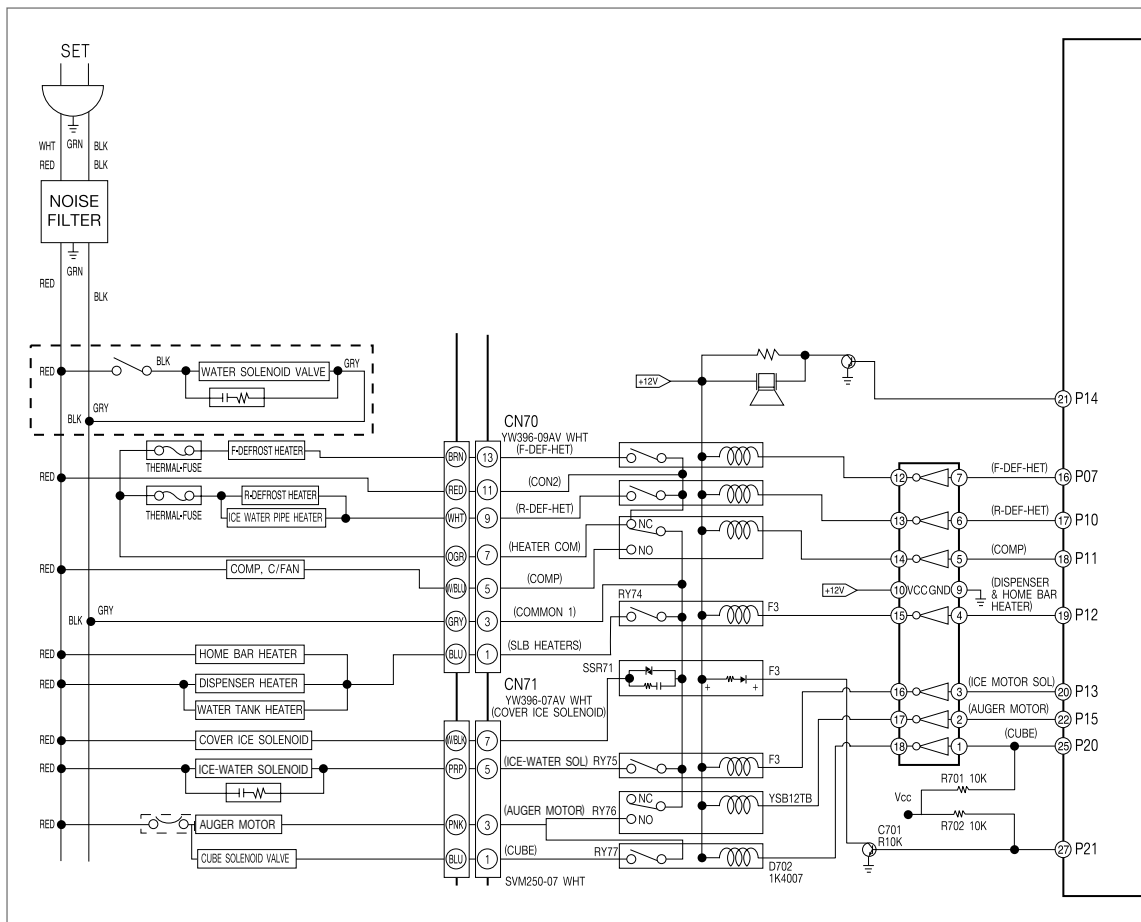 SET
WHT GRN BLK
RED BLK
NOISE
FILTER
GRN
RED
BLK
RED BLK WATER SOLENOID VALVE GRY
GRY
BLK
+12V
21 P14
CN70
YW396-09AV WHT
F-DEFROST HEATER BRN 13 (F-DEF-HET)
THERMAL•FUSE
RED RED 11 (CON2)
12 7 (F-DEF-HET) 16 P07
R-DEFROST HEATER
THERMAL•FUSE ICE WATER PIPE HEATER WHT 9 (R-DEF-HET)
13 6 (R-DEF-HET) 17 P10
NC
NO
OGR 7 (HEATER COM)
14 5 (COMP) 18 P11
RED COMP, C/FAN W/BLU 5 (COMP)
+12V 10 VCC GND 9 (DISPENSER
& HOME BAR
HEATER)
GRY
BLK GRY 3 (COMMON 1)
RY74 F3 15 4 19 P12
RED HOME BAR HEATER BLU 1 (SLB HEATERS)
RED DISPENSER HEATER
WATER TANK HEATER
SSR71 F3
+ +
CN71
YW396-07AV WHT
(COVER ICE SOLENOID)
16 3 (ICE MOTOR SOL) 20 P13
17 2 (AUGER MOTOR) 22 P15
RED COVER ICE SOLENOID W/BLK 7
18 1 (CUBE) 25 P20
RED ICE-WATER SOLENOID PRP 5 (ICE-WATER SOL) RY75 F3
R701 10K
Vcc
R702 10K
RED AUGER MOTOR PNK 3 (AUGER MOTOR) RY76 NC NO YSB12TB
C701
R10K
27 P21
CUBE SOLENOID VALVE BLU 1 (CUBE) RY77
D702
1K4007
SVM250-07 WHT